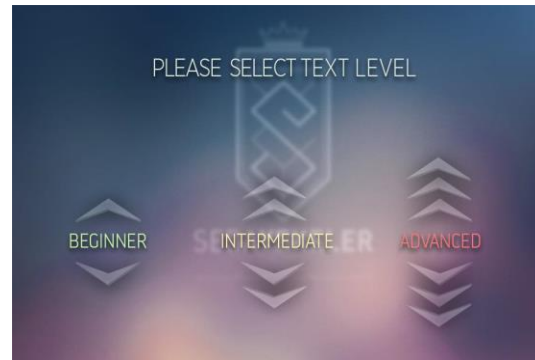 PLEASE SELECT TEXT LEVEL
BEGINNER
INTERMEDIATE
ADVANCED